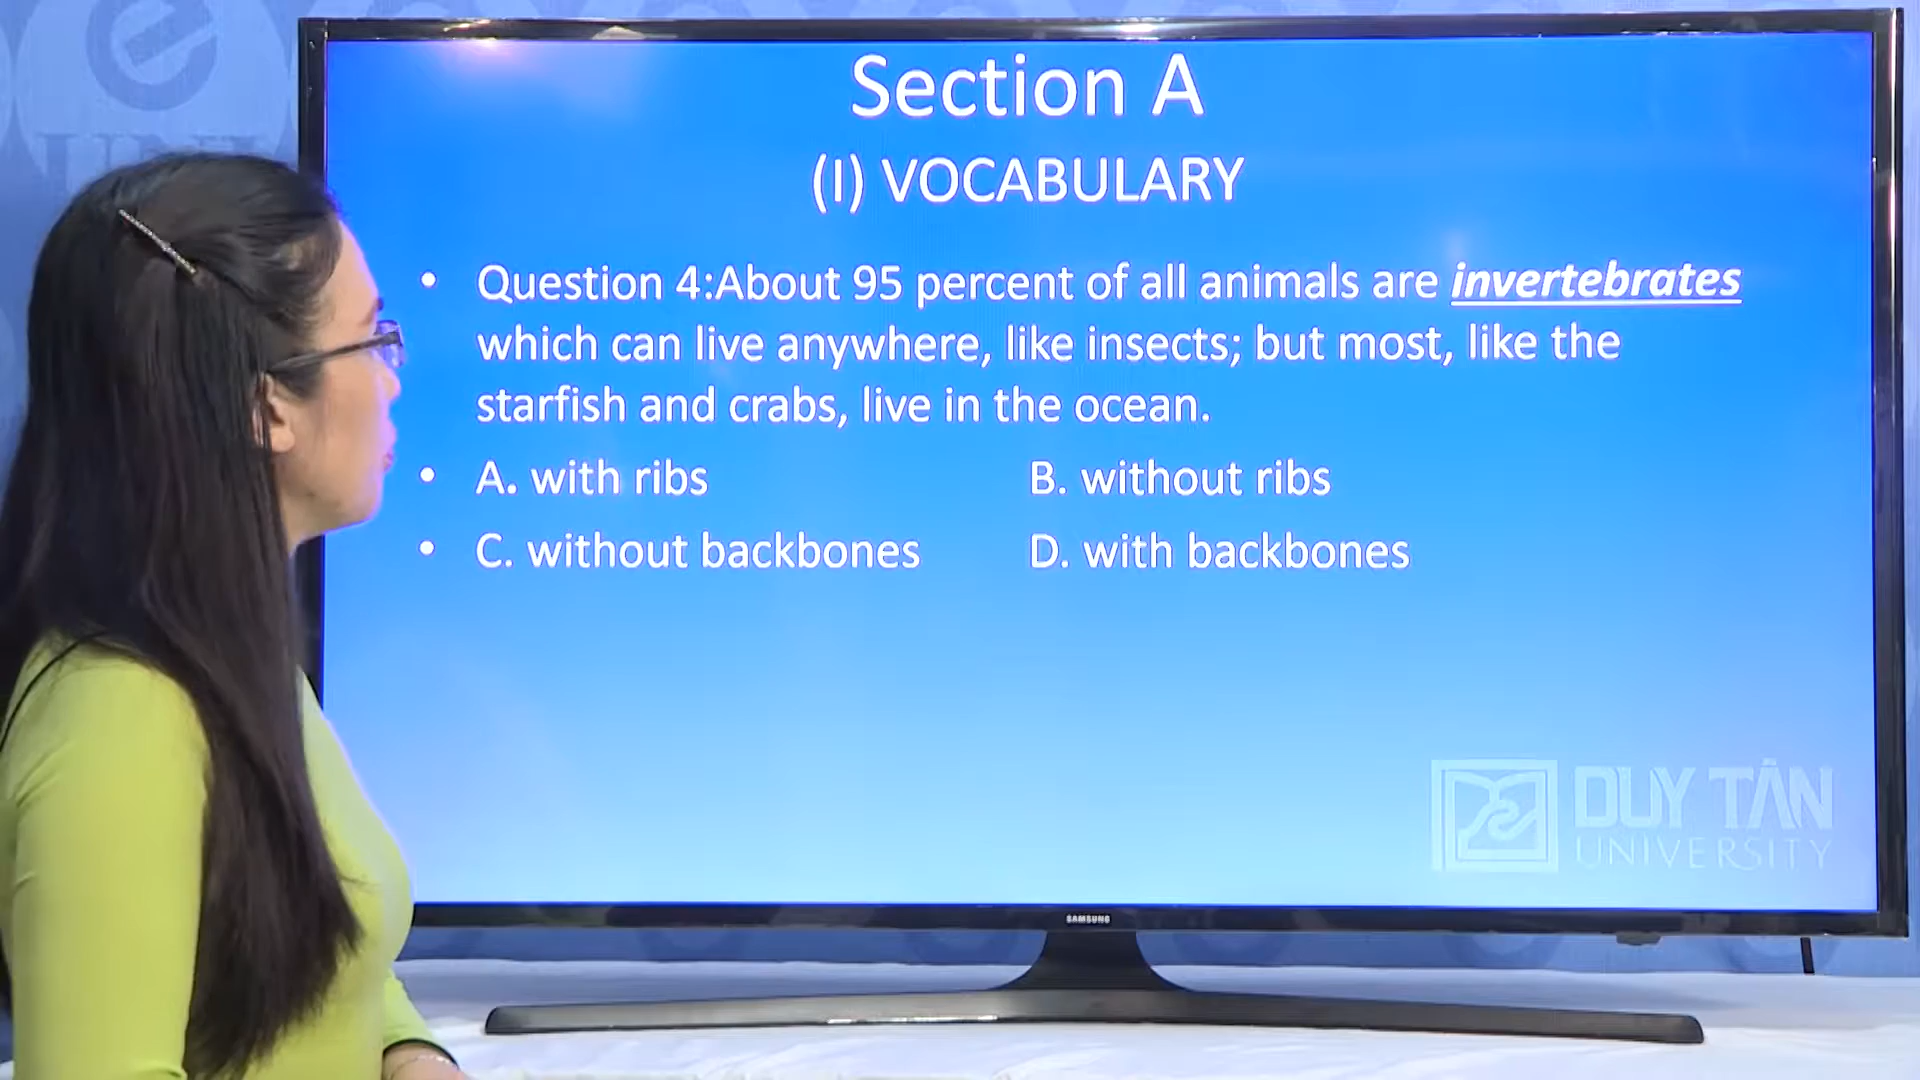 Section A
(I) VOCABULARY
• Question 4:About 95 percent of all animals are invertebrates
which can live anywhere, like insects; but most, like the
starfish and crabs, live in the ocean.
• A. with ribs B. without ribs
• C. without backbones D. with backbones
DUY TÂN
UNIVERSITY
SAMSUNG